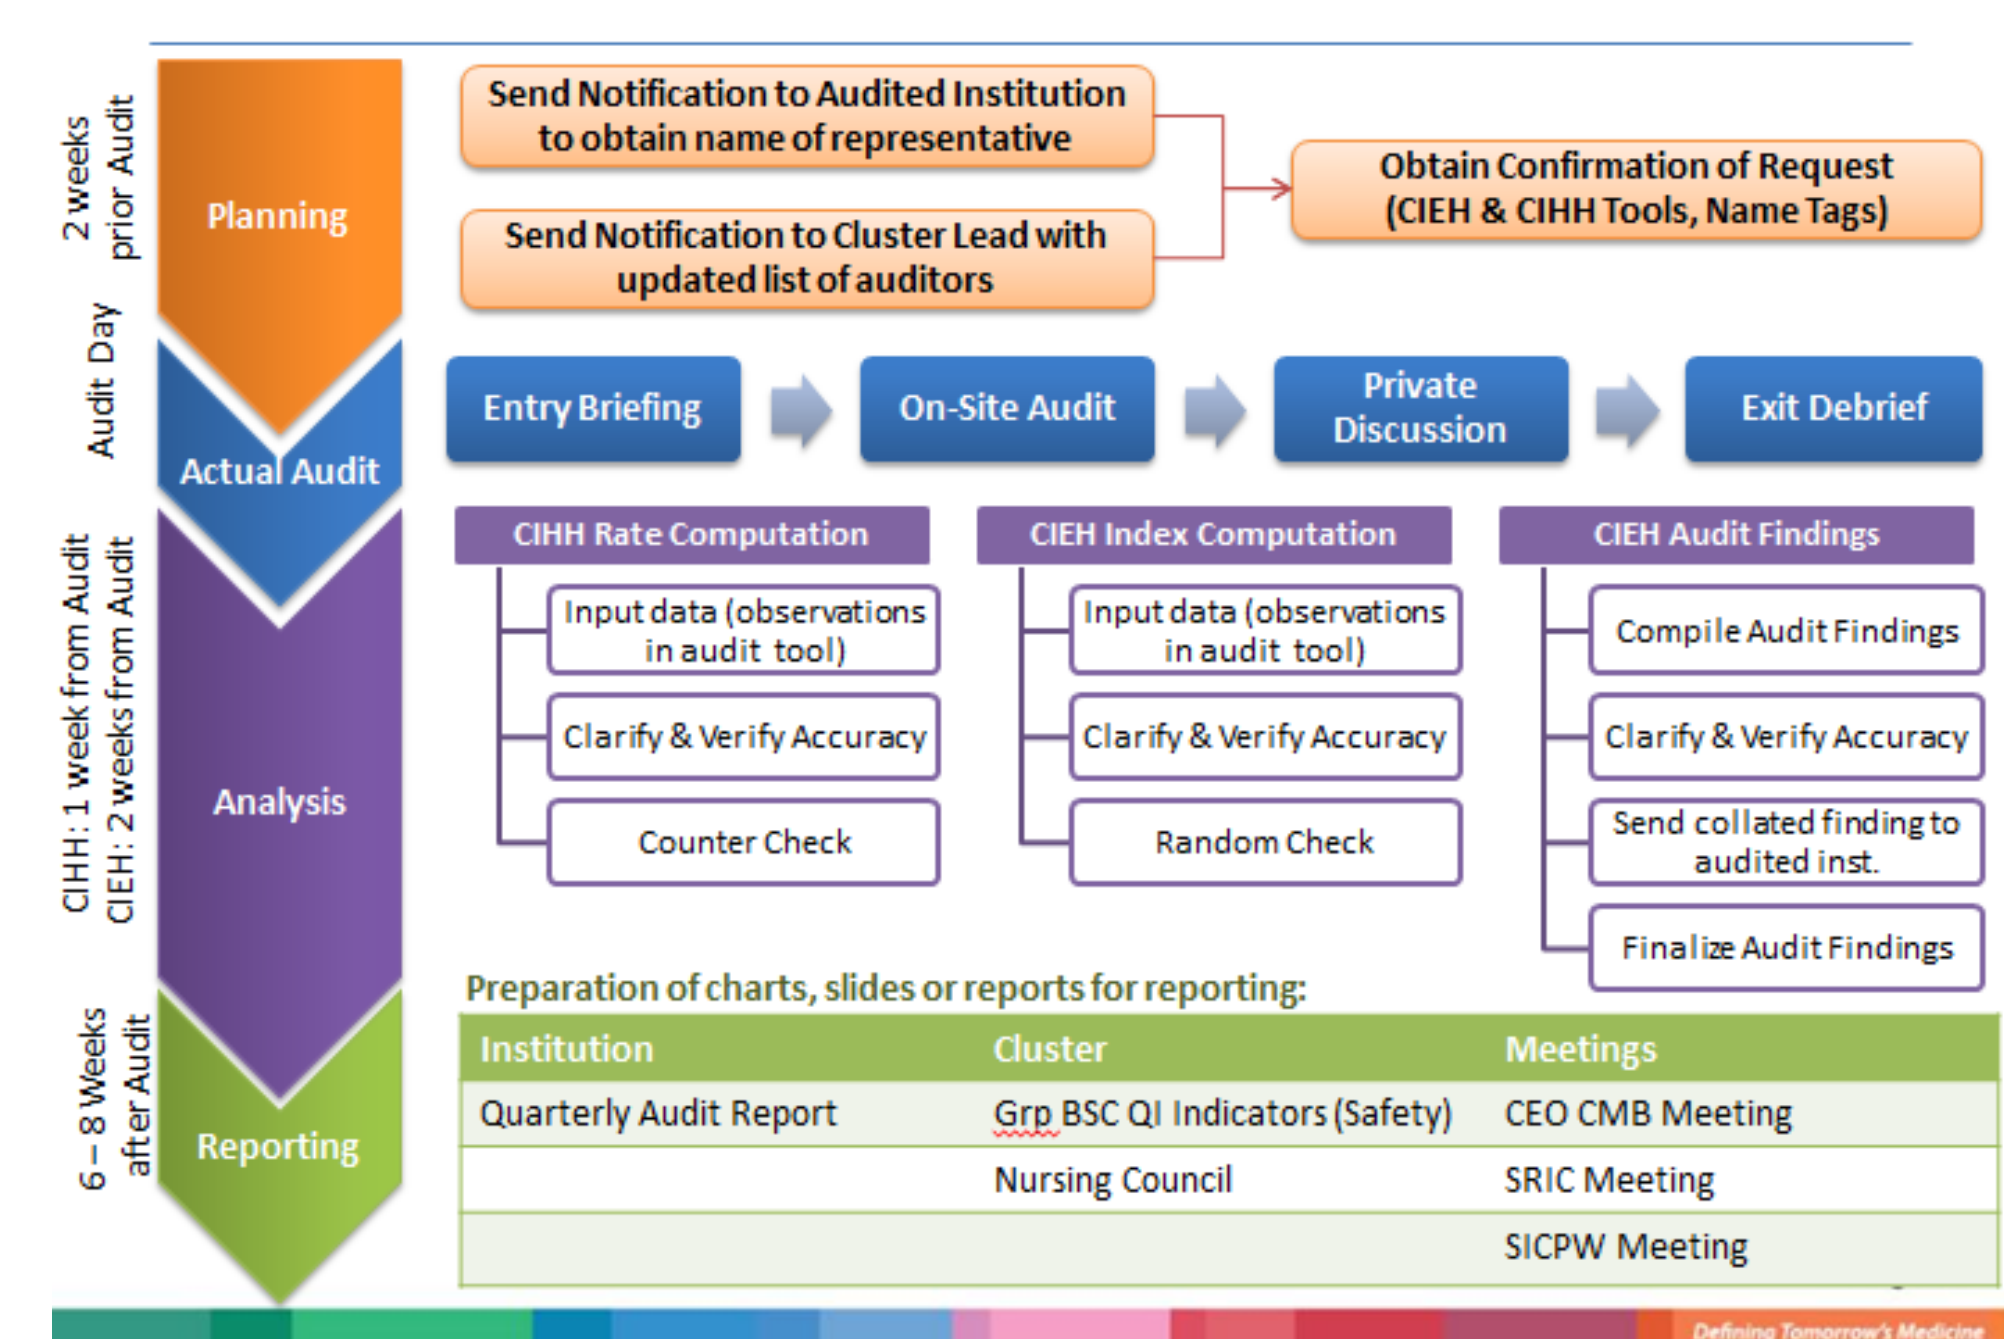 2 weeks
prior Audit
Planning
Send Notification to Audited Institution
to obtain name of representative
Send Notification to Cluster Lead with
updated list of auditors
Obtain Confirmation of Request
(CIEH & CIHH Tools, Name Tags)
Audit Day
Actual Audit
Entry Briefing
On-Site Audit
Private
Discussion
Exit Debrief
CIHH: 1 week from Audit
CIEH: 2 weeks from Audit
Analysis
CIHH Rate Computation
Input data (observations
in audit tool)
Clarify & Verify Accuracy
Counter Check
CIEH Index Computation
Input data (observations
in audit tool)
Clarify & Verify Accuracy
Random Check
CIEH Audit Findings
Compile Audit Findings
Clarify & Verify Accuracy
Send collated finding to
audited inst.
Finalize Audit Findings
6 – 8 Weeks
after Audit
Reporting
Preparation of charts, slides or reports for reporting:
Institution Cluster Meetings
Quarterly Audit Report Grp BSC QI Indicators (Safety) CEO CMB Meeting
Nursing Council SRIC Meeting
SICPW Meeting
Defining Tomorrow's Medicine